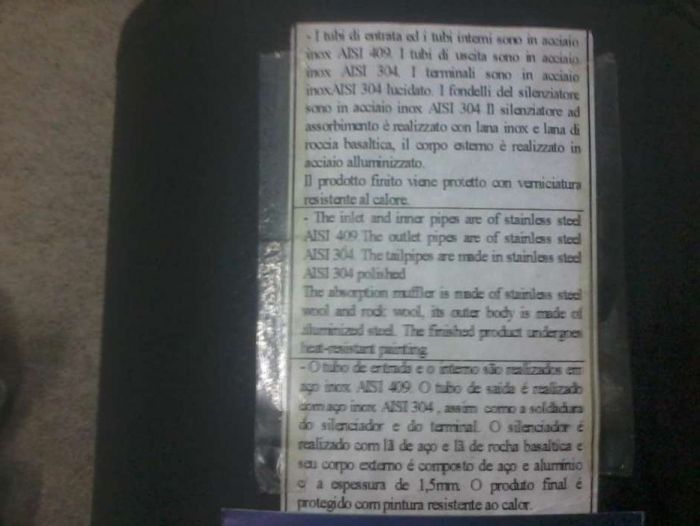 - I tubi di entrata ed i tubi interni sono in acciaio
inox AISI 409. I tubi di uscita sono in acciaio
inox AISI 304. I terminali sono in acciaio
inoxAISI 304 lucidato. I fondelli del silenziatore
sono in acciaio inox AISI 304 Il silenziatore ad
assorbimento è realizzato con lana inox e lana di
roccia basaltica, il corpo esterno è realizzato in
acciaio alluminizzato.
Il prodotto finito viene protetto con verniciatura
resistente al calore.
- The inlet and inner pipes are of stainless steel
AISI 409 The outlet pipes are of stainless steel
AISI 304. The tailpipes are made in stainless steel
AISI 304 polished
The absorption muffler is made of stainless steel
wool and rock wool, its outer body is made of
aluminized steel. The finished product undergoes
heat-resistant painting.
- O tubo de entrada e o interno são realizados em
aço inox AISI 409. O tubo de saida é realizado
com aço inox AISI 304 , assim como a soldadura
do silenciador e do terminal. O silenciador é
realizado com lã de aço e lã de rocha basaltica e
seu corpo externo é composto de aço e alumínio
c/ a espessura de 1,5mm. O produto final é
protegido com pintura resistente ao calor.